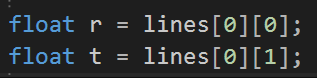 float r = lines[0][0];
float t = lines[0][1];